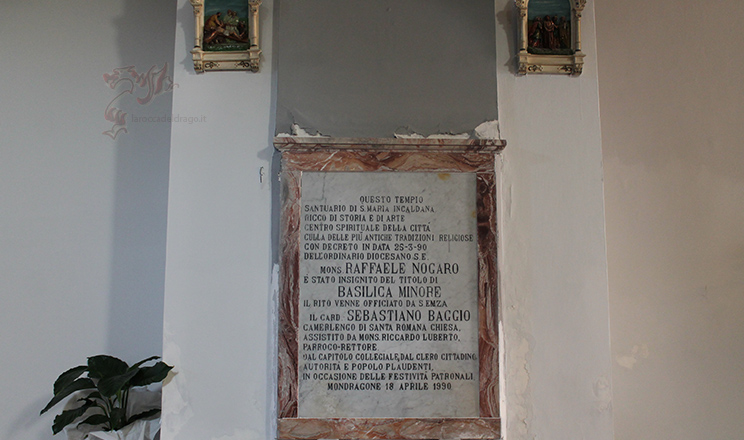 QUESTO TEMPIO
SANTUARIO DI S. MARIA INCALDANA
RICCO DI STORIA E DI ARTE
CENTRO SPIRITUALE DELLA CITTÀ
CULLA DELLE PIÙ ANTICHE TRADIZIONI RELIGIOSE
CON DECRETO IN DATA 25-3-90
DELL'ORDINARIO DIOCESANO S.E.
MONS. RAFFAELE NOGARO
È STATO INSIGNITO DEL TITOLO DI
BASILICA MINORE
IL RITO VENNE OFFICIATO DA S.EMZA
IL CARD SEBASTIANO BAGGIO
CAMERLENGO DI SANTA ROMANA CHIESA,
ASSISTITO DA MONS. RICCARDO LUBERTO,
PARROCO-RETTORE,
DAL CAPITOLO COLLEGIALE, DAL CLERO CITTADINO,
AUTORITÀ E POPOLO PLAUDENTI,
IN OCCASIONE DELLE FESTIVITÀ PATRONALI.
MONDRAGONE 18 APRILE 1990